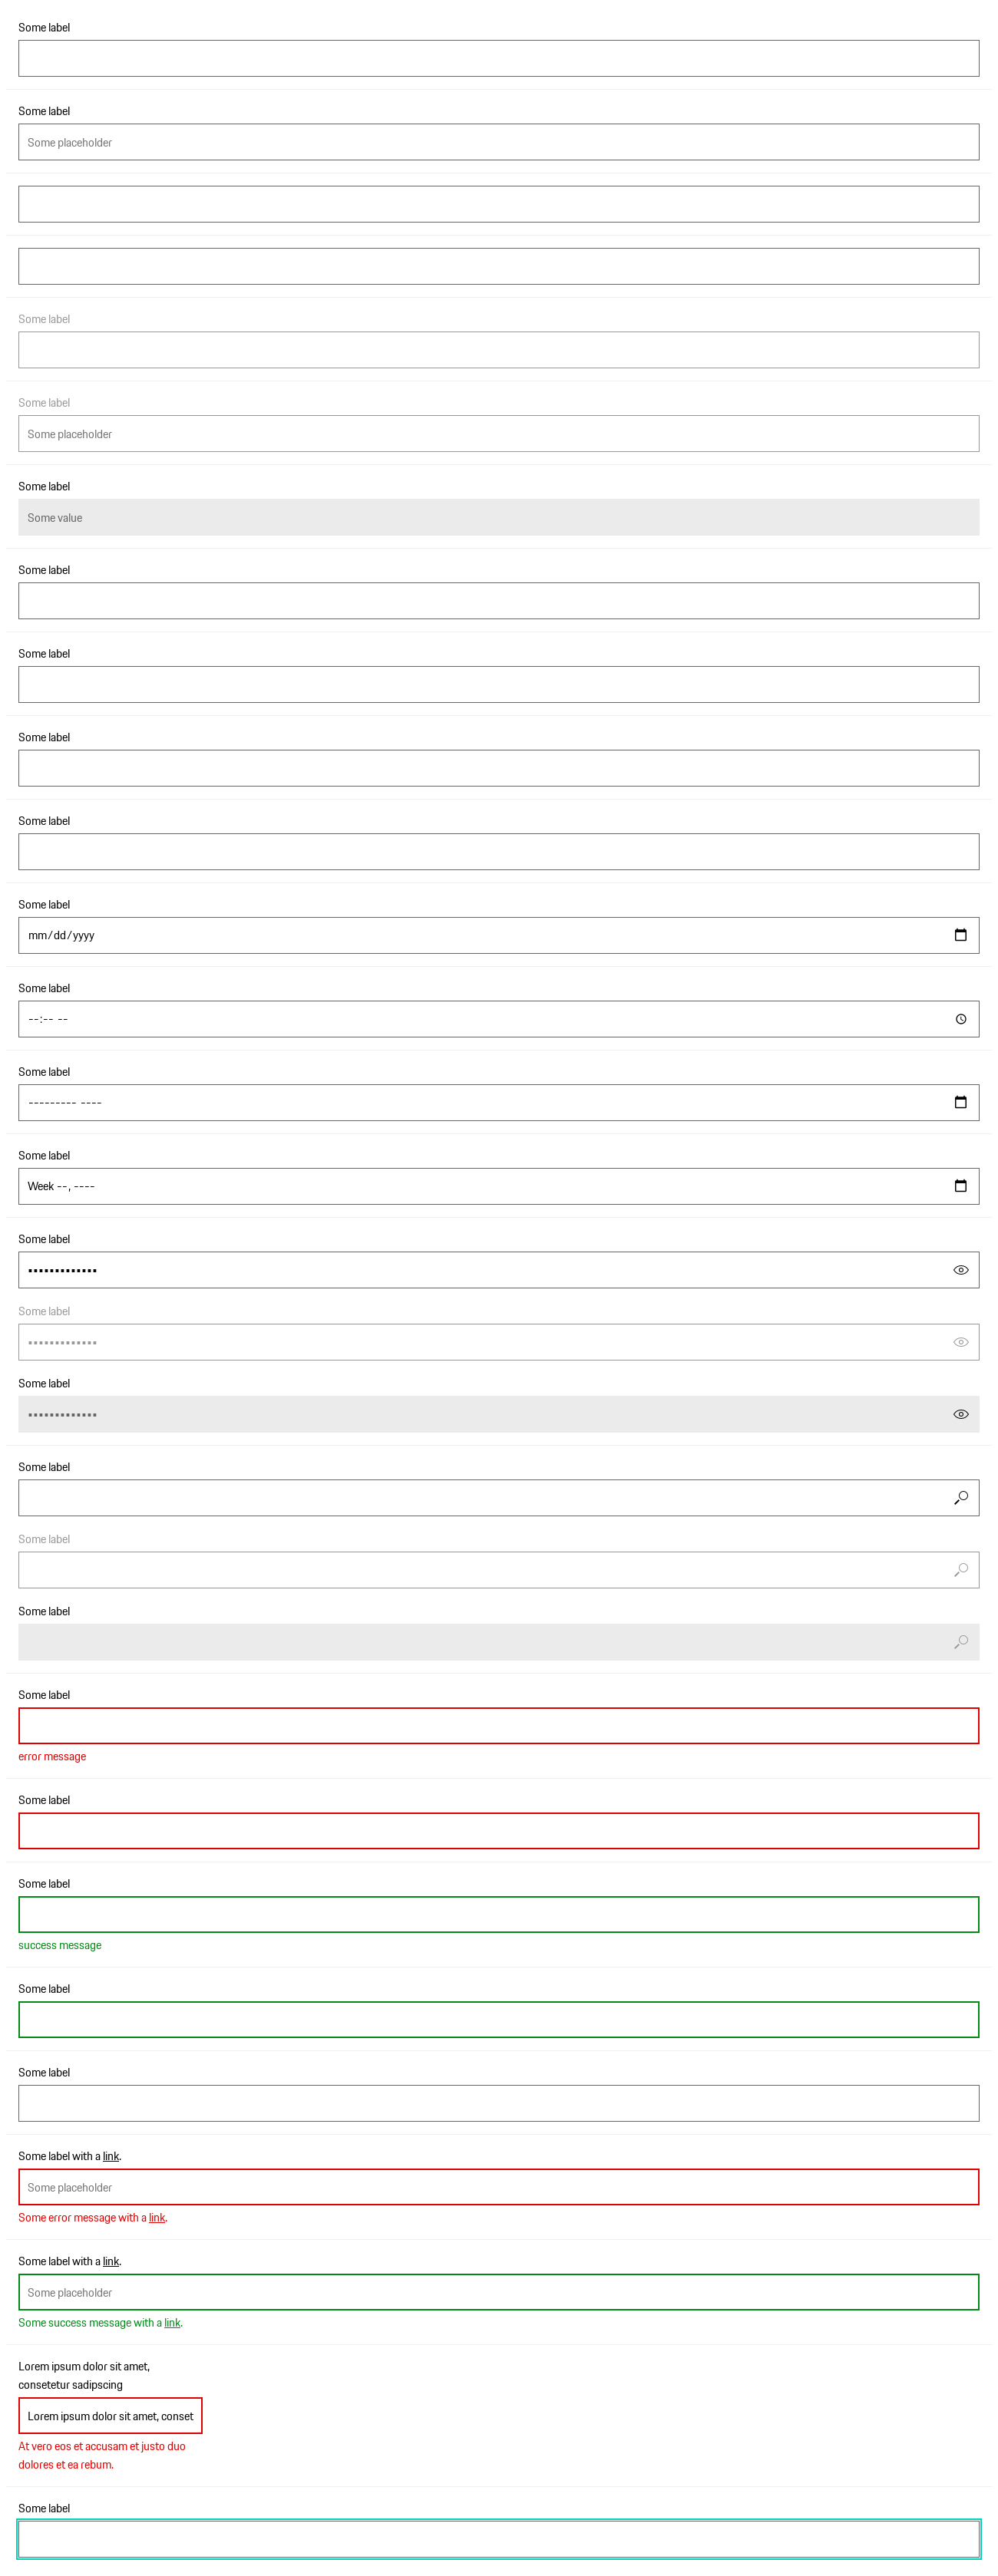 Some label
Some label
Some placeholder
Some label
Some label
Some placeholder
Some label
Some value
Some label
Some label
Some label
Some label
Some label
mm/dd/yyyy
Some label
--:-- --
Some label
--------- ----
Some label
Week --, ----
Some label
•••••••••••••
Some label
•••••••••••••
Some label
•••••••••••••
Some label
Some label
Some label
Some label
error message
Some label
Some label
success message
Some label
Some label
Some label with a link.
Some placeholder
Some error message with a link.
Some label with a link.
Some placeholder
Some success message with a link.
Lorem ipsum dolor sit amet,
consetetur sadipscing
Lorem ipsum dolor sit amet, conset
At vero eos et accusam et justo duo
dolores et ea rebum.
Some label